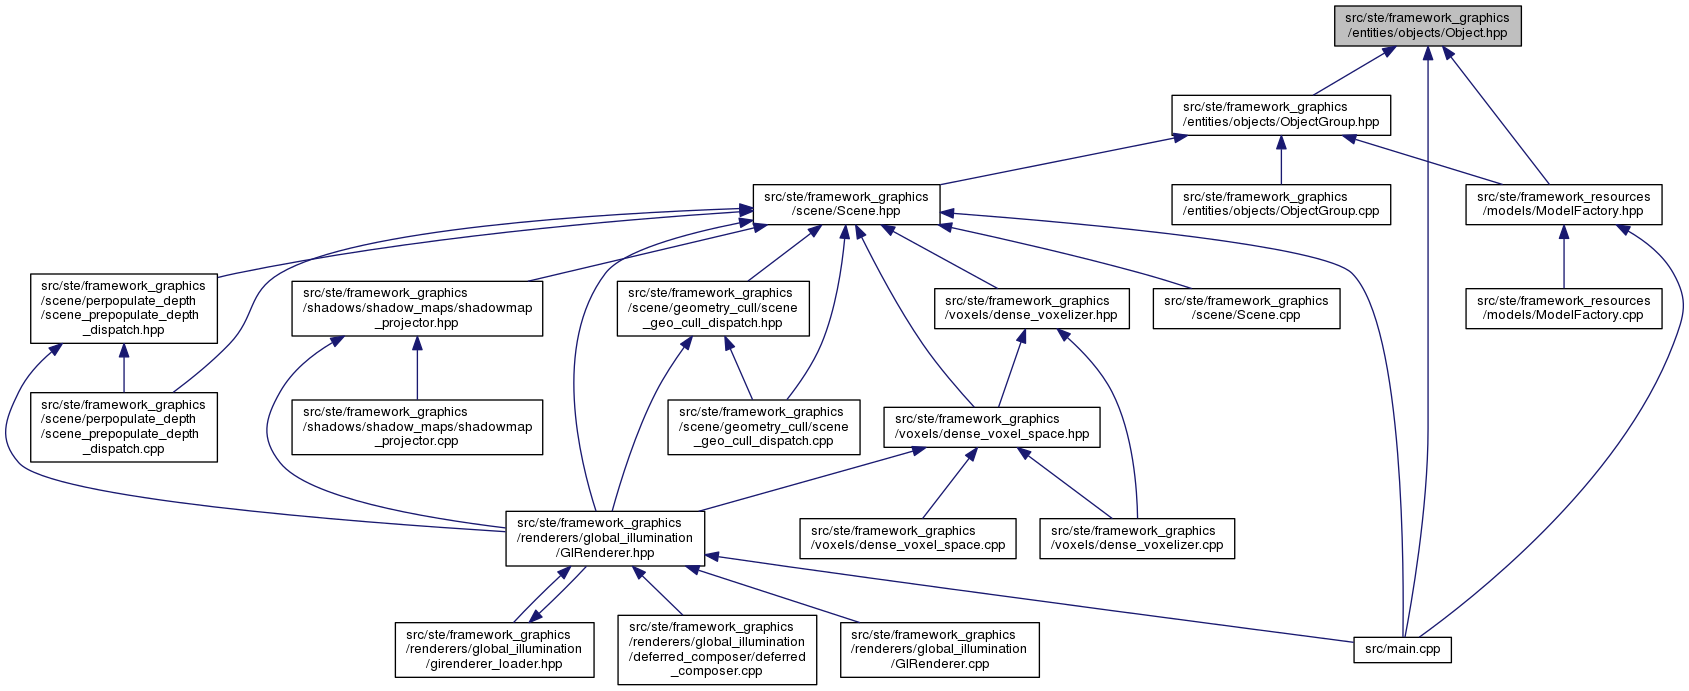 src/ste/framework_graphics
/entities/objects/Object.hpp
src/ste/framework_graphics
/entities/objects/ObjectGroup.hpp
src/ste/framework_graphics
/scene/Scene.hpp
src/ste/framework_graphics
/entities/objects/ObjectGroup.cpp
src/ste/framework_resources
/models/ModelFactory.hpp
src/ste/framework_graphics
/scene/perpopulate_depth
/scene_prepopulate_depth
_dispatch.hpp
src/ste/framework_graphics
/shadows/shadow_maps/shadowmap
_projector.hpp
src/ste/framework_graphics
/scene/geometry_cull/scene
_geo_cull_dispatch.hpp
src/ste/framework_graphics
/voxels/dense_voxelizer.hpp
src/ste/framework_graphics
/scene/Scene.cpp
src/ste/framework_resources
/models/ModelFactory.cpp
src/ste/framework_graphics
/scene/perpopulate_depth
/scene_prepopulate_depth
_dispatch.cpp
src/ste/framework_graphics
/shadows/shadow_maps/shadowmap
_projector.cpp
src/ste/framework_graphics
/scene/geometry_cull/scene
_geo_cull_dispatch.cpp
src/ste/framework_graphics
/voxels/dense_voxel_space.hpp
src/ste/framework_graphics
/renderers/global_illumination
/GIRenderer.hpp
src/ste/framework_graphics
/voxels/dense_voxel_space.cpp
src/ste/framework_graphics
/voxels/dense_voxelizer.cpp
src/ste/framework_graphics
/renderers/global_illumination
/girenderer_loader.hpp
src/ste/framework_graphics
/renderers/global_illumination
/deferred_composer/deferred
_composer.cpp
src/ste/framework_graphics
/renderers/global_illumination
/GIRenderer.cpp
src/main.cpp